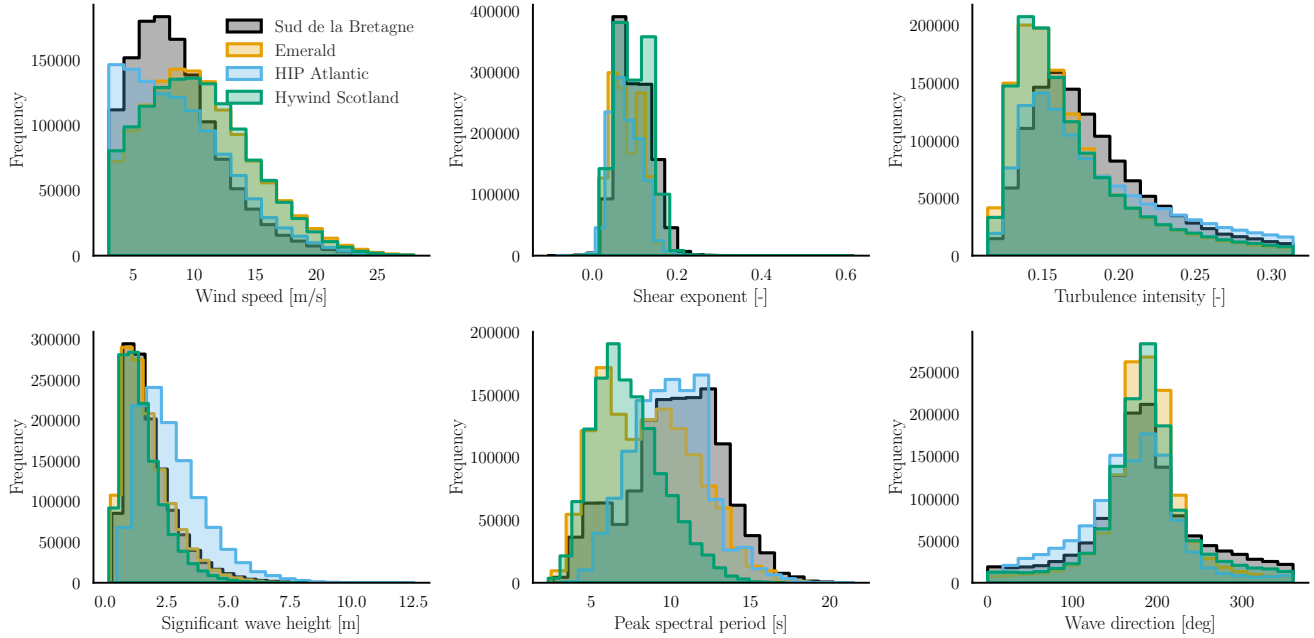 Sud de la Bretagne
Emerald
HIP Atlantic
Hywind Scotland
Frequency
150000
100000
50000
0
5 10 15 20 25
Wind speed [m/s]
Frequency
400000
300000
200000
100000
0
0.0 0.2 0.4 0.6
Shear exponent [-]
Frequency
200000
150000
100000
50000
0
0.15 0.20 0.25 0.30
Turbulence intensity [-]
Frequency
300000
250000
200000
150000
100000
50000
0
0.0 2.5 5.0 7.5 10.0 12.5
Significant wave height [m]
Frequency
200000
150000
100000
50000
0
5 10 15 20
Peak spectral period [s]
Frequency
250000
200000
150000
100000
50000
0
0 100 200 300
Wave direction [deg]